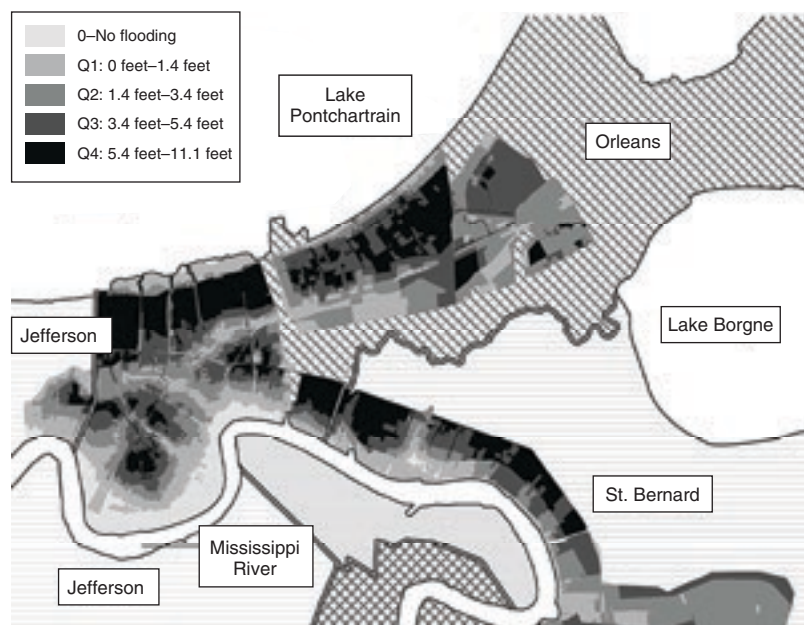 0–No flooding
Q1: 0 feet–1.4 feet
Q2: 1.4 feet–3.4 feet
Q3: 3.4 feet–5.4 feet
Q4: 5.4 feet–11.1 feet
Lake
Pontchartrain
Orleans
Jefferson
Lake Borgne
St. Bernard
Mississippi
River
Jefferson